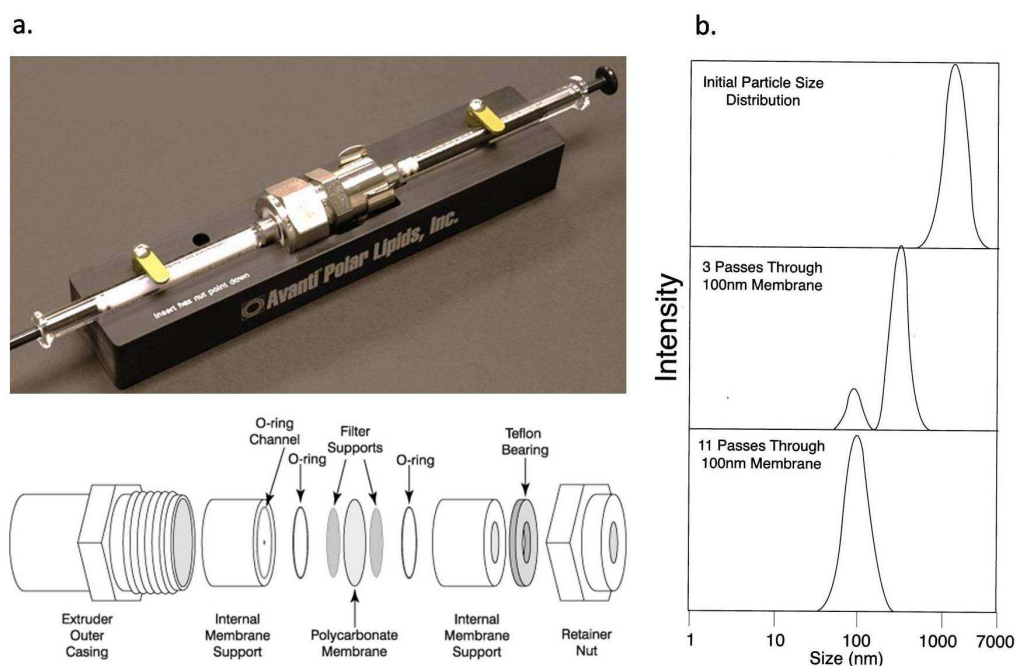 a.
Insert hex nut point down
Avanti Polar Lipids, Inc.
O-ring
Channel
O-ring
Filter
Supports
O-ring
Teflon
Bearing
Extruder
Outer
Casing
Internal
Membrane
Support
Polycarbonate
Membrane
Internal
Membrane
Support
Retainer
Nut
b.
Initial Particle Size
Distribution
3 Passes Through
100nm Membrane
11 Passes Through
100nm Membrane
Intensity
1 10 100 1000 7000
Size (nm)